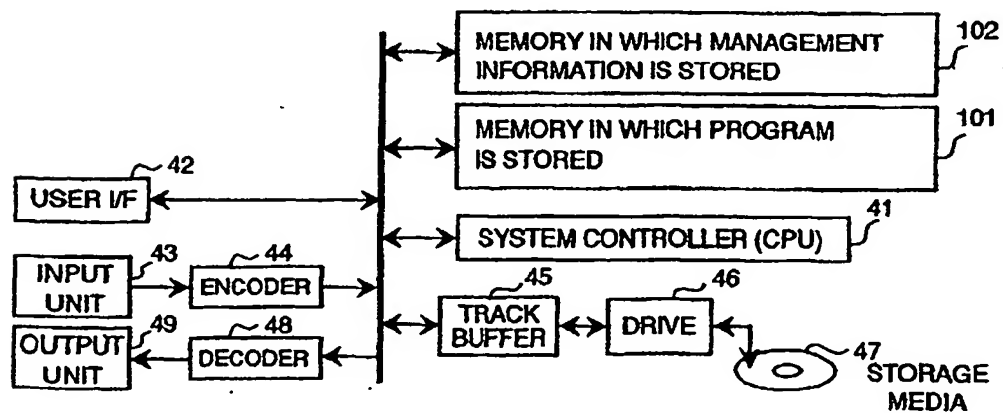 102
MEMORY IN WHICH MANAGEMENT
INFORMATION IS STORED
101
MEMORY IN WHICH PROGRAM
IS STORED
42
USER I/F
41
SYSTEM CONTROLLER (CPU)
43
INPUT
UNIT
44
ENCODER
45
TRACK
BUFFER
46
DRIVE
49
OUTPUT
UNIT
48
DECODER
47
STORAGE
MEDIA